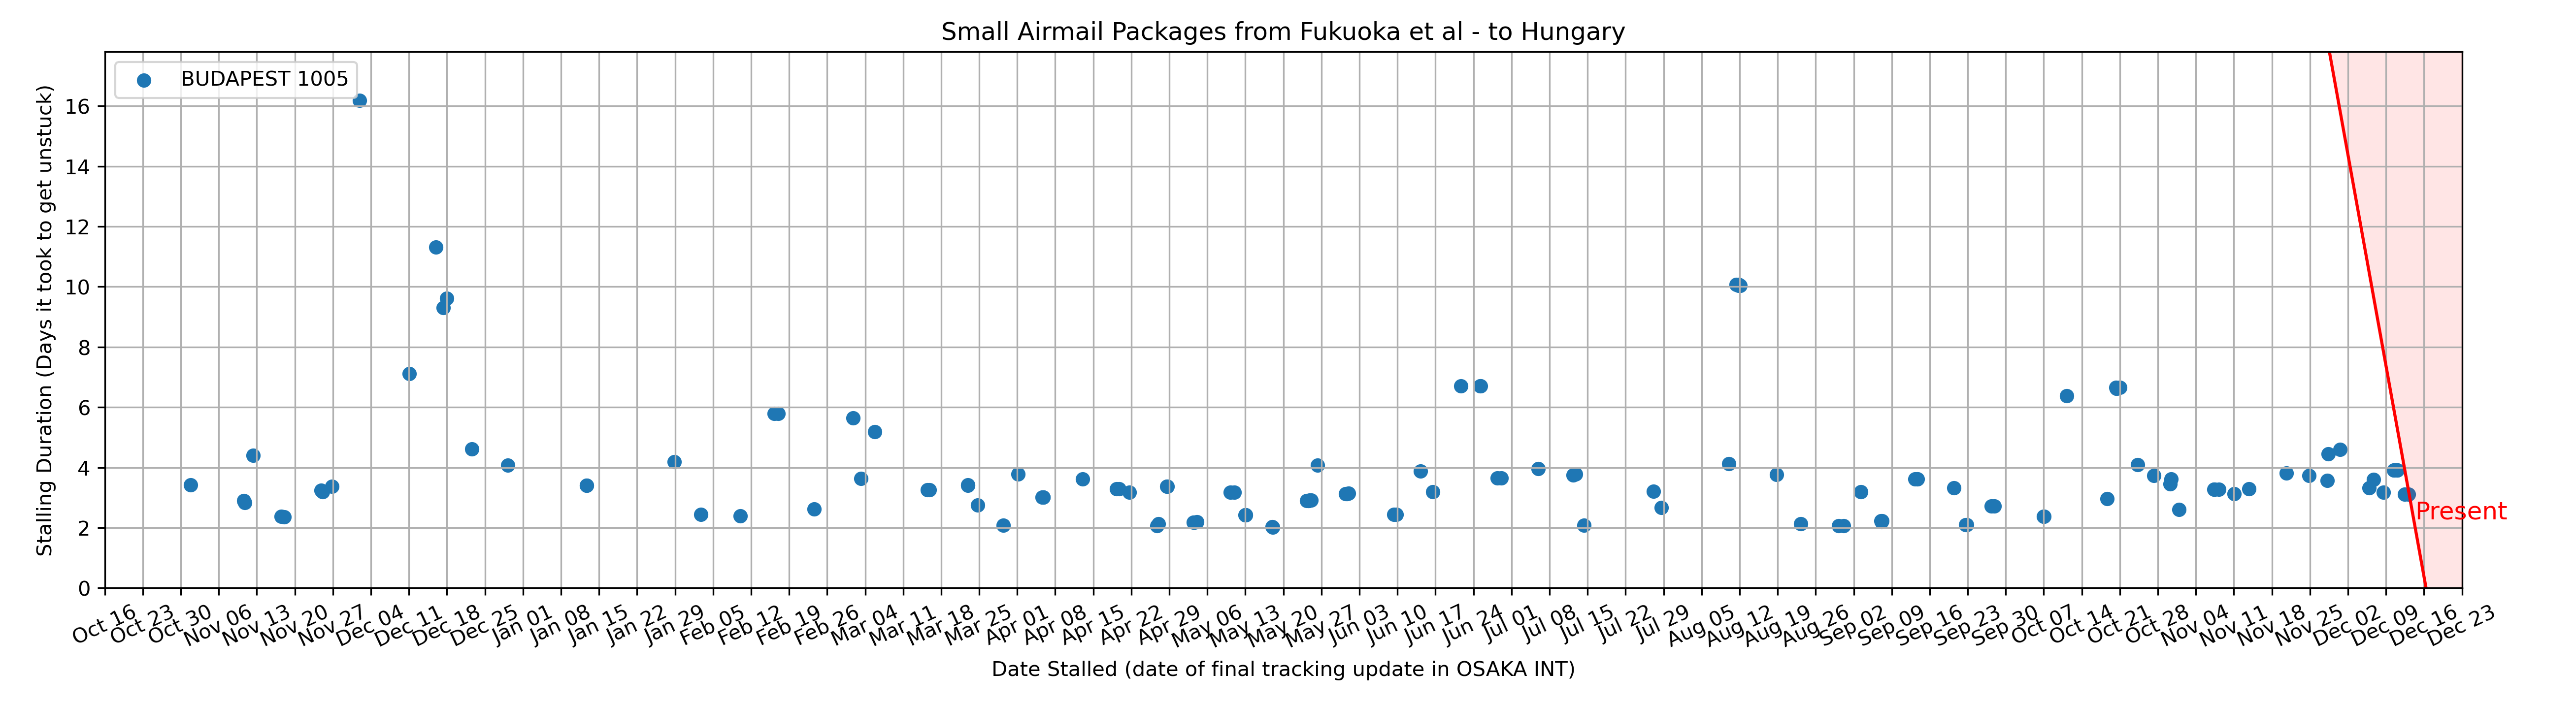 Small Airmail Packages from Fukuoka et al - to Hungary
BUDAPEST 1005
Stalling Duration (Days it took to get unstuck)
16
14
12
10
8
6
4
2
0
Present
Oct 16 Oct 23 Oct 30 Nov 06 Nov 13 Nov 20 Nov 27 Dec 04 Dec 11 Dec 18 Dec 25 Jan 01 Jan 08 Jan 15 Jan 22 Jan 29 Feb 05 Feb 12 Feb 19 Feb 26 Mar 04 Mar 11 Mar 18 Mar 25 Apr 01 Apr 08 Apr 15 Apr 22 Apr 29 May 06 May 13 May 20 May 27 Jun 03 Jun 10 Jun 17 Jun 24 Jul 01 Jul 08 Jul 15 Jul 22 Jul 29 Aug 05 Aug 12 Aug 19 Aug 26 Sep 02 Sep 09 Sep 16 Sep 23 Sep 30 Oct 07 Oct 14 Oct 21 Oct 28 Nov 04 Nov 11 Nov 18 Nov 25 Dec 02 Dec 09 Dec 16 Dec 23
Date Stalled (date of final tracking update in OSAKA INT)